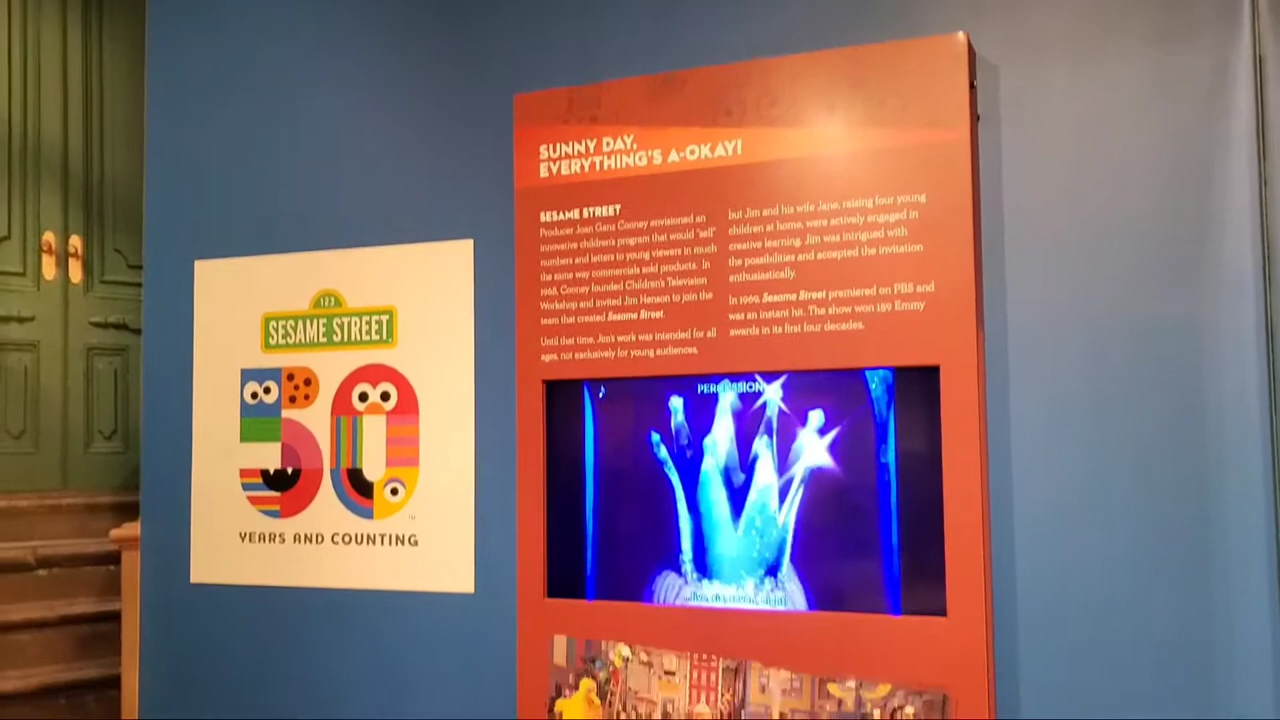 123
SESAME STREET
50
YEARS AND COUNTING
SUNNY DAY,
EVERYTHING'S A-OKAY!
SESAME STREET
Producer Joan Ganz Cooney envisioned an
innovative children's program that would "sell"
numbers and letters to young viewers in much
the same way commercials sold products. In
1968, Cooney founded Children's Television
Workshop and invited Jim Henson to join the
team that created Sesame Street.
Until that time, Jim's work was intended for all
ages, not exclusively for young audiences,
but Jim and his wife Jane, raising four young
children at home, were actively engaged in
creative learning. Jim was intrigued with
the possibilities and accepted the invitation
enthusiastically.
In 1969, Sesame Street premiered on PBS and
was an instant hit. The show won 159 Emmy
awards in its first four decades.
PERCUSSION
...five, six, seven, eight!